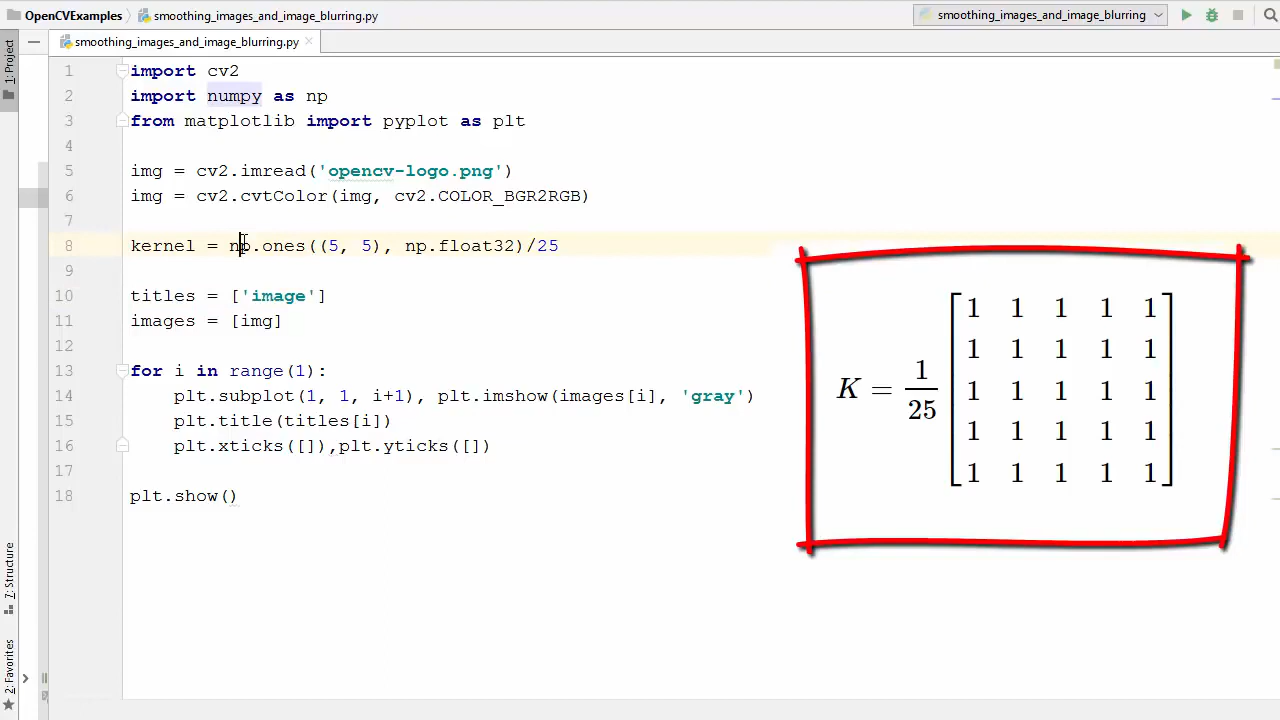 OpenCVExamples
smoothing_images_and_image_blurring.py
smoothing_images_and_image_blurring
1: Project
smoothing_images_and_image_blurring.py
1 import cv2
2 import numpy as np
3 from matplotlib import pyplot as plt
4
5 img = cv2.imread('opencv-logo.png')
6 img = cv2.cvtColor(img, cv2.COLOR_BGR2RGB)
7
8 kernel = np.ones((5, 5), np.float32)/25
9
10 titles = ['image']
11 images = [img]
12
13 for i in range(1):
14 plt.subplot(1, 1, i+1), plt.imshow(images[i], 'gray')
15 plt.title(titles[i])
16 plt.xticks([]),plt.yticks([])
17
18 plt.show()
K = 1/25
1 1 1 1 1
1 1 1 1 1
1 1 1 1 1
1 1 1 1 1
1 1 1 1 1
7: Structure
2: Favorites